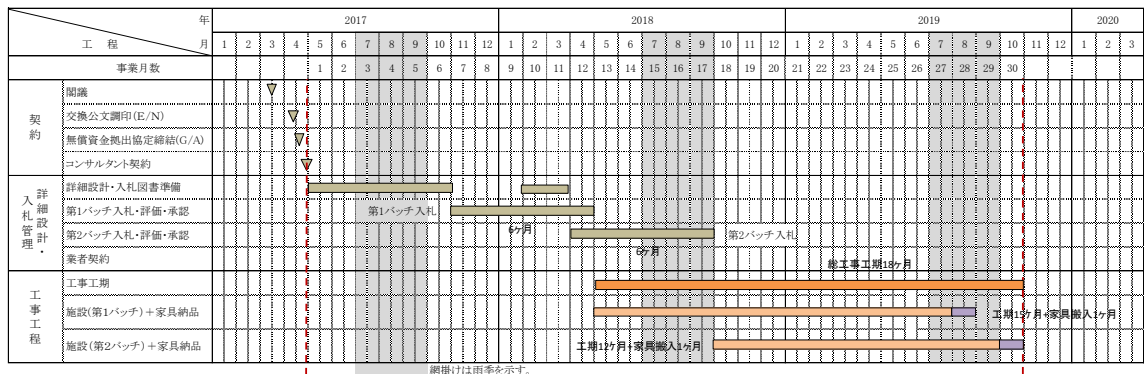 年
2017 2018 2019 2020
工 程 月 1 2 3 4 5 6 7 8 9 10 11 12 1 2 3 4 5 6 7 8 9 10 11 12 1 2 3 4 5 6 7 8 9 10 11 12 1 2 3
事業月数 1 2 3 4 5 6 7 8 9 10 11 12 13 14 15 16 17 18 19 20 21 22 23 24 25 26 27 28 29 30
契約
閣議
交換公文調印(E/N)
無償資金拠出協定締結(G/A)
コンサルタント契約
詳細設計・入札管理
詳細設計・入札図書準備
第1バッチ入札・評価・承認 第1バッチ入札
6ヶ月
第2バッチ入札・評価・承認 第2バッチ入札
6ヶ月
業者契約
総工事工期18ヶ月
工事工程
工事工期
施設(第1バッチ)+家具納品 工期15ヶ月+家具搬入1ヶ月
施設(第2バッチ)+家具納品 工期12ヶ月+家具搬入1ヶ月
網掛けは雨季を示す。